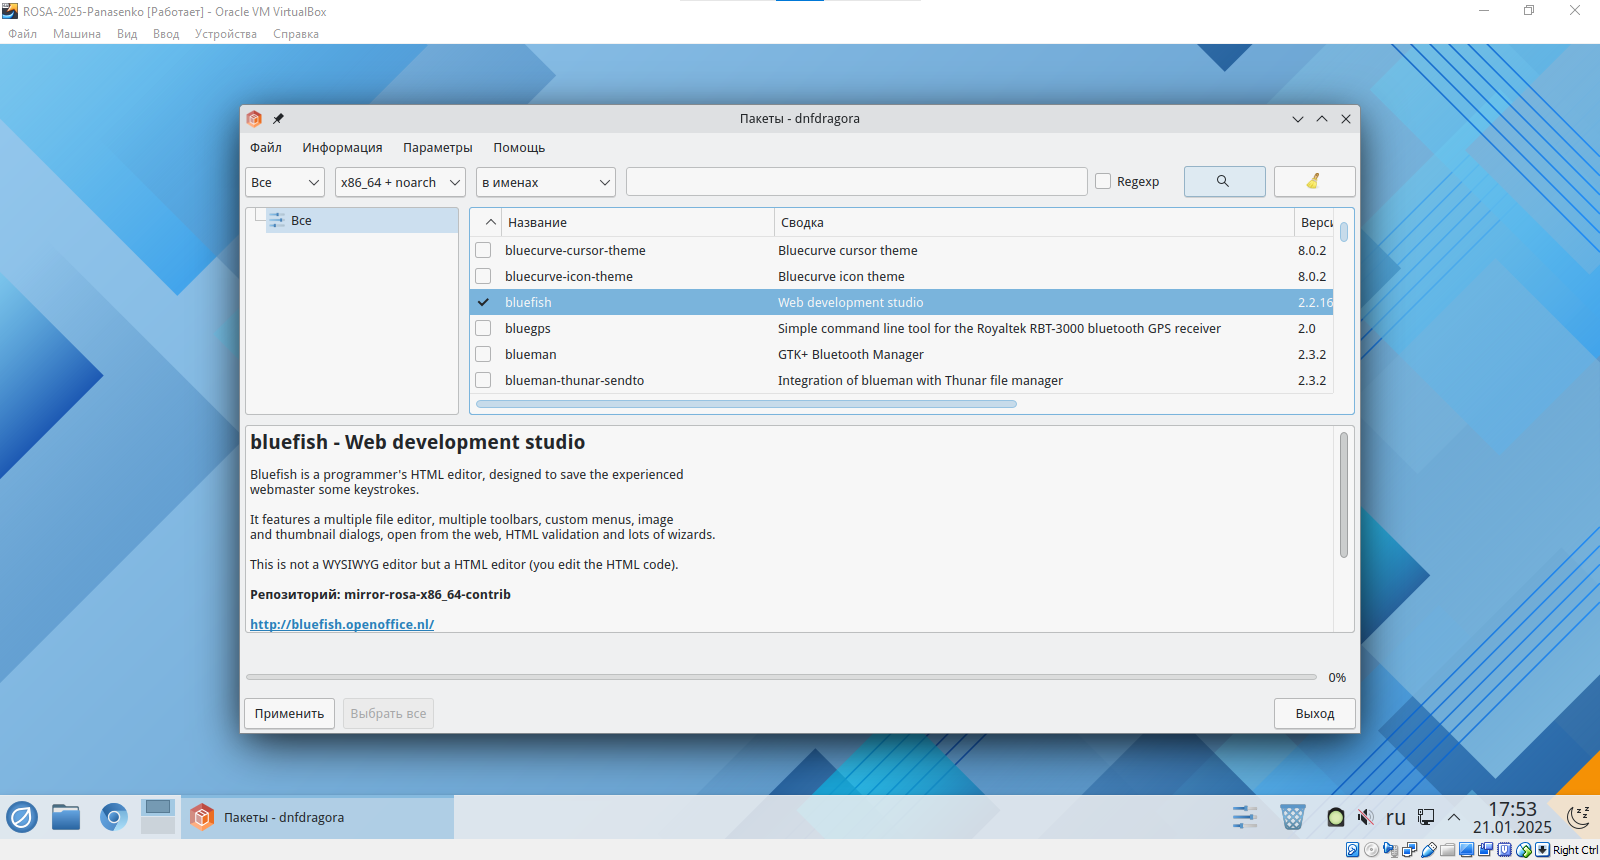 ROSA-2025-Panasenko [Работает] - Oracle VM VirtualBox
Файл Машина Вид Ввод Устройства Справка
Пакеты - dnfdragora
Файл Информация Параметры Помощь
Все x86_64 + noarch в именах Regexp
Все
Название Сводка Верси
bluecurve-cursor-theme Bluecurve cursor theme 8.0.2
bluecurve-icon-theme Bluecurve icon theme 8.0.2
bluefish Web development studio 2.2.16
bluegps Simple command line tool for the Royaltek RBT-3000 bluetooth GPS receiver 2.0
blueman GTK+ Bluetooth Manager 2.3.2
blueman-thunar-sendto Integration of blueman with Thunar file manager 2.3.2
bluefish - Web development studio
Bluefish is a programmer's HTML editor, designed to save the experienced
webmaster some keystrokes.
It features a multiple file editor, multiple toolbars, custom menus, image
and thumbnail dialogs, open from the web, HTML validation and lots of wizards.
This is not a WYSIWYG editor but a HTML editor (you edit the HTML code).
Репозиторий: mirror-rosa-x86_64-contrib
http://bluefish.openoffice.nl/
0%
Применить Выбрать все Выход
Пакеты - dnfdragora ru 17:53
21.01.2025
Right Ctrl